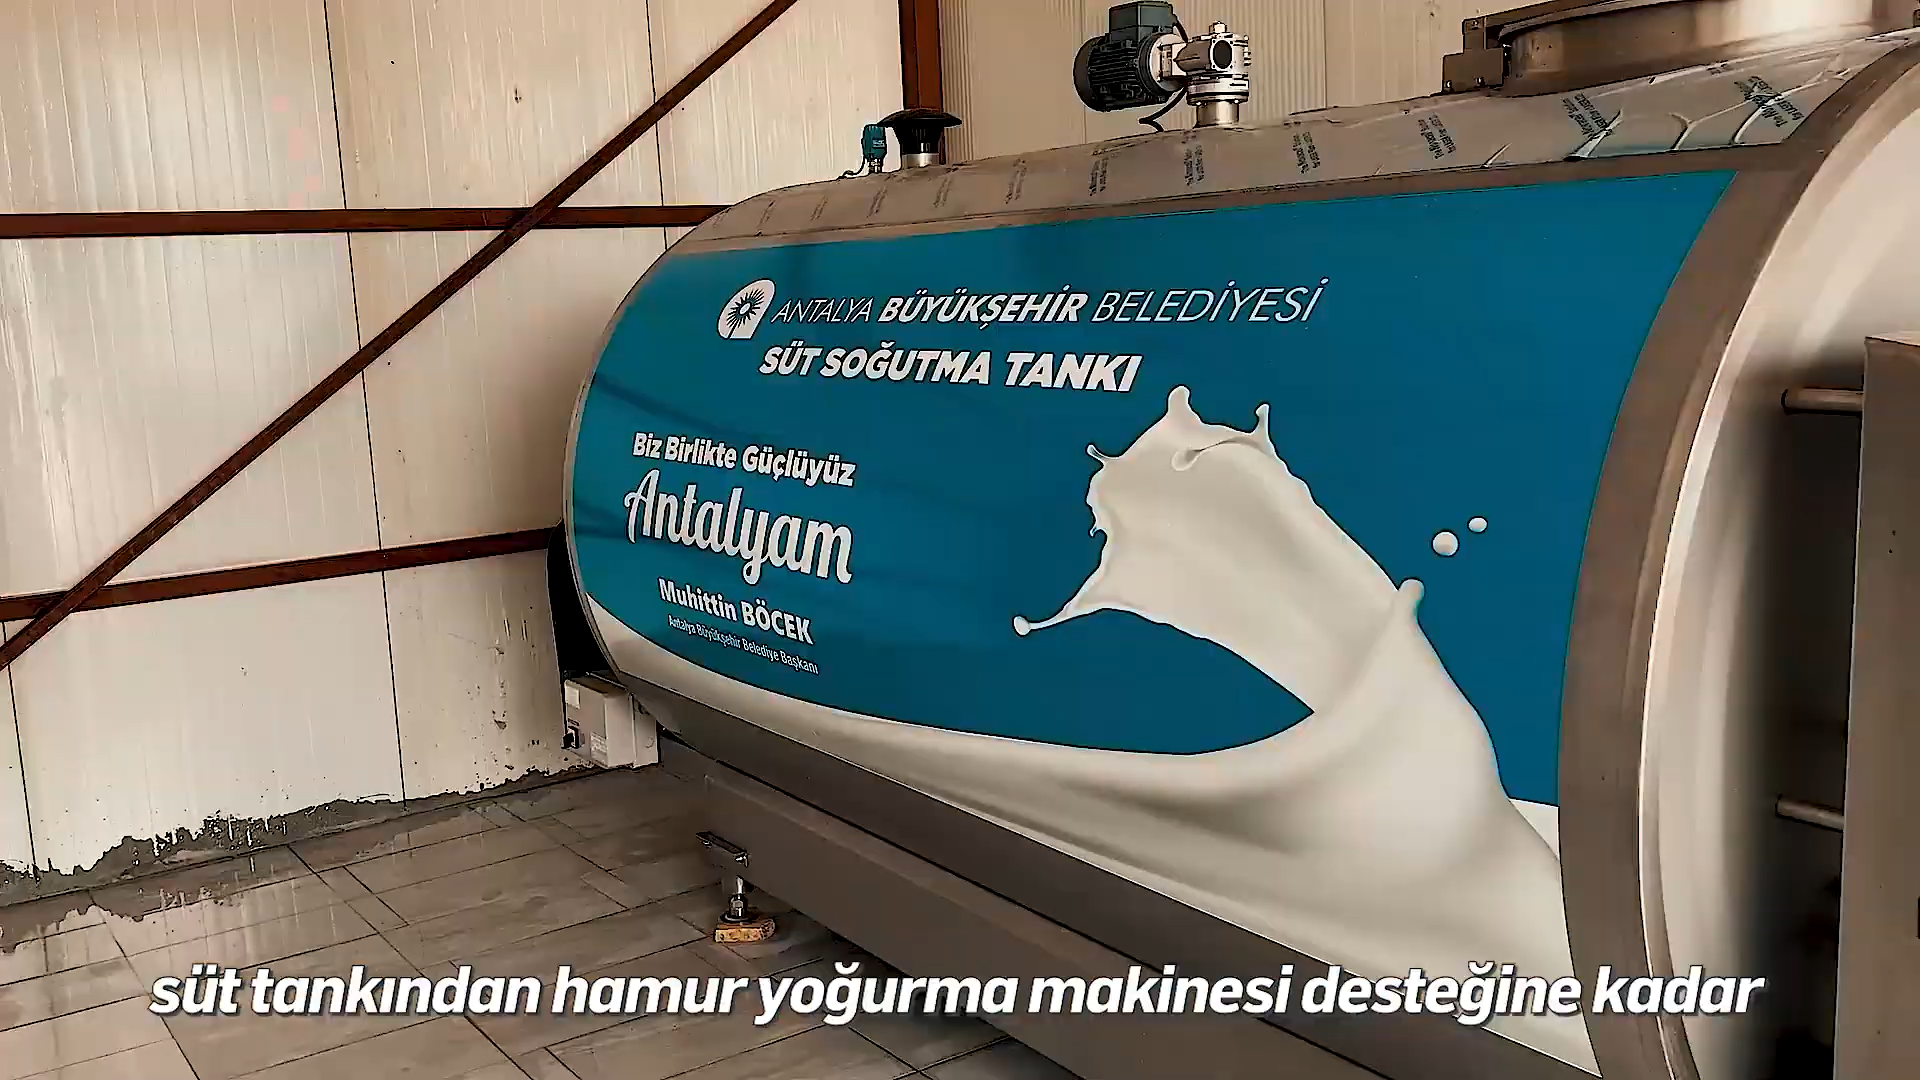 ANTALYA BÜYÜKŞEHİR BELEDİYESİ
SÜT SOĞUTMA TANKI
Biz Birlikte Güçlüyüz
Antalyam
Muhittin BÖCEK
Antalya Büyükşehir Belediye Başkanı
süt tankından hamur yoğurma makinesi desteğine kadar